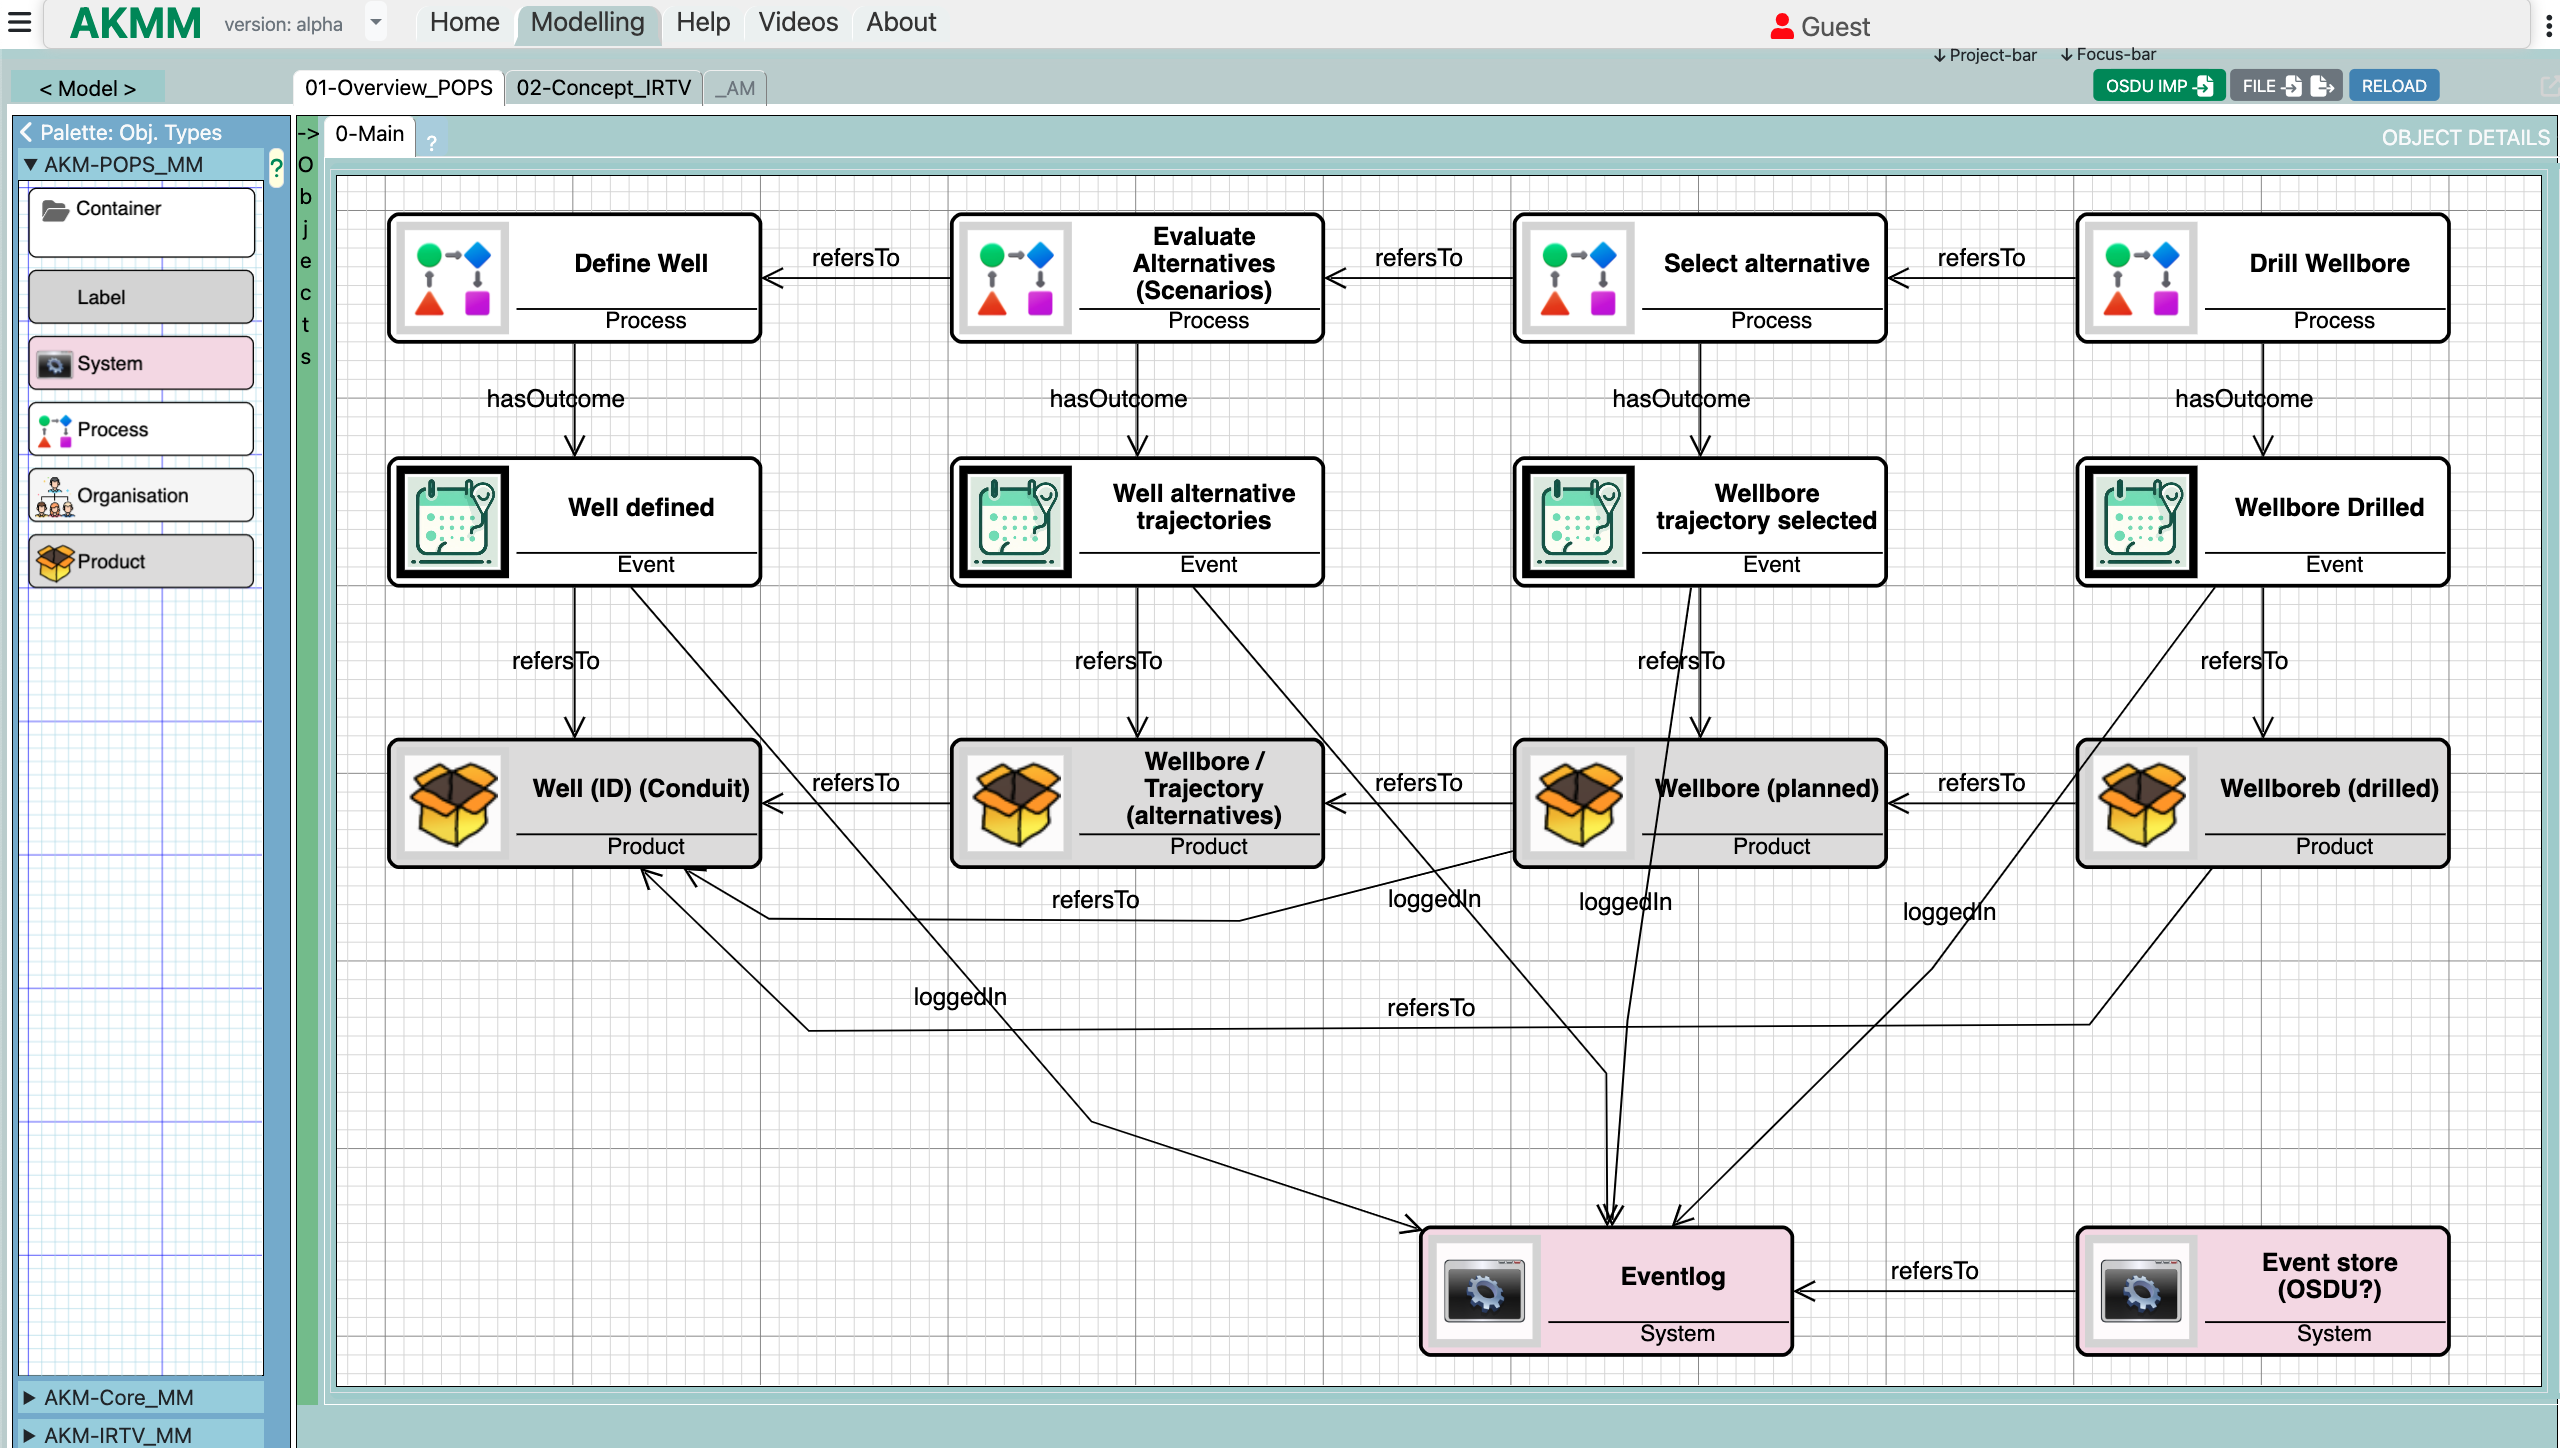 AKMM version: alpha Home Modelling Help Videos About Guest
Project-bar Focus-bar
< Model > 01-Overview_POPS 02-Concept_IRTV _AM OSDU IMP FILE RELOAD
Palette: Obj. Types
AKM-POPS_MM
?
Container
Label
System
Process
Organisation
Product
AKM-Core_MM
AKM-IRTV_MM
->
O
b
j
e
c
t
s
0-Main ? OBJECT DETAILS
Define Well
Process
refersTo
Evaluate
Alternatives
(Scenarios)
Process
refersTo
Select alternative
Process
refersTo
Drill Wellbore
Process
hasOutcome hasOutcome hasOutcome hasOutcome
Well defined
Event
Well alternative
trajectories
Event
Wellbore
trajectory selected
Event
Wellbore Drilled
Event
refersTo refersTo refersTo refersTo
Well (ID) (Conduit)
Product
refersTo
Wellbore /
Trajectory
(alternatives)
Product
refersTo
Wellbore (planned)
Product
refersTo
Wellboreb (drilled)
Product
refersTo loggedIn loggedIn loggedIn
loggedIn refersTo
Eventlog
System
refersTo
Event store
(OSDU?)
System